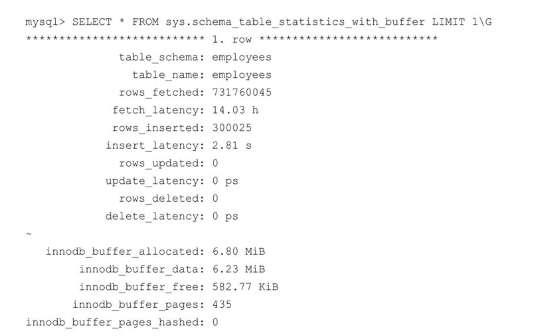 mysql> SELECT * FROM sys.schema_table_statistics_with_buffer LIMIT 1\G
*************************** 1. row ***************************
table_schema: employees
table_name: employees
rows_fetched: 731760045
fetch_latency: 14.03 h
rows_inserted: 300025
insert_latency: 2.81 s
rows_updated: 0
update_latency: 0 ps
rows_deleted: 0
delete_latency: 0 ps
~
innodb_buffer_allocated: 6.80 MiB
innodb_buffer_data: 6.23 MiB
innodb_buffer_free: 582.77 KiB
innodb_buffer_pages: 435
innodb_buffer_pages_hashed: 0